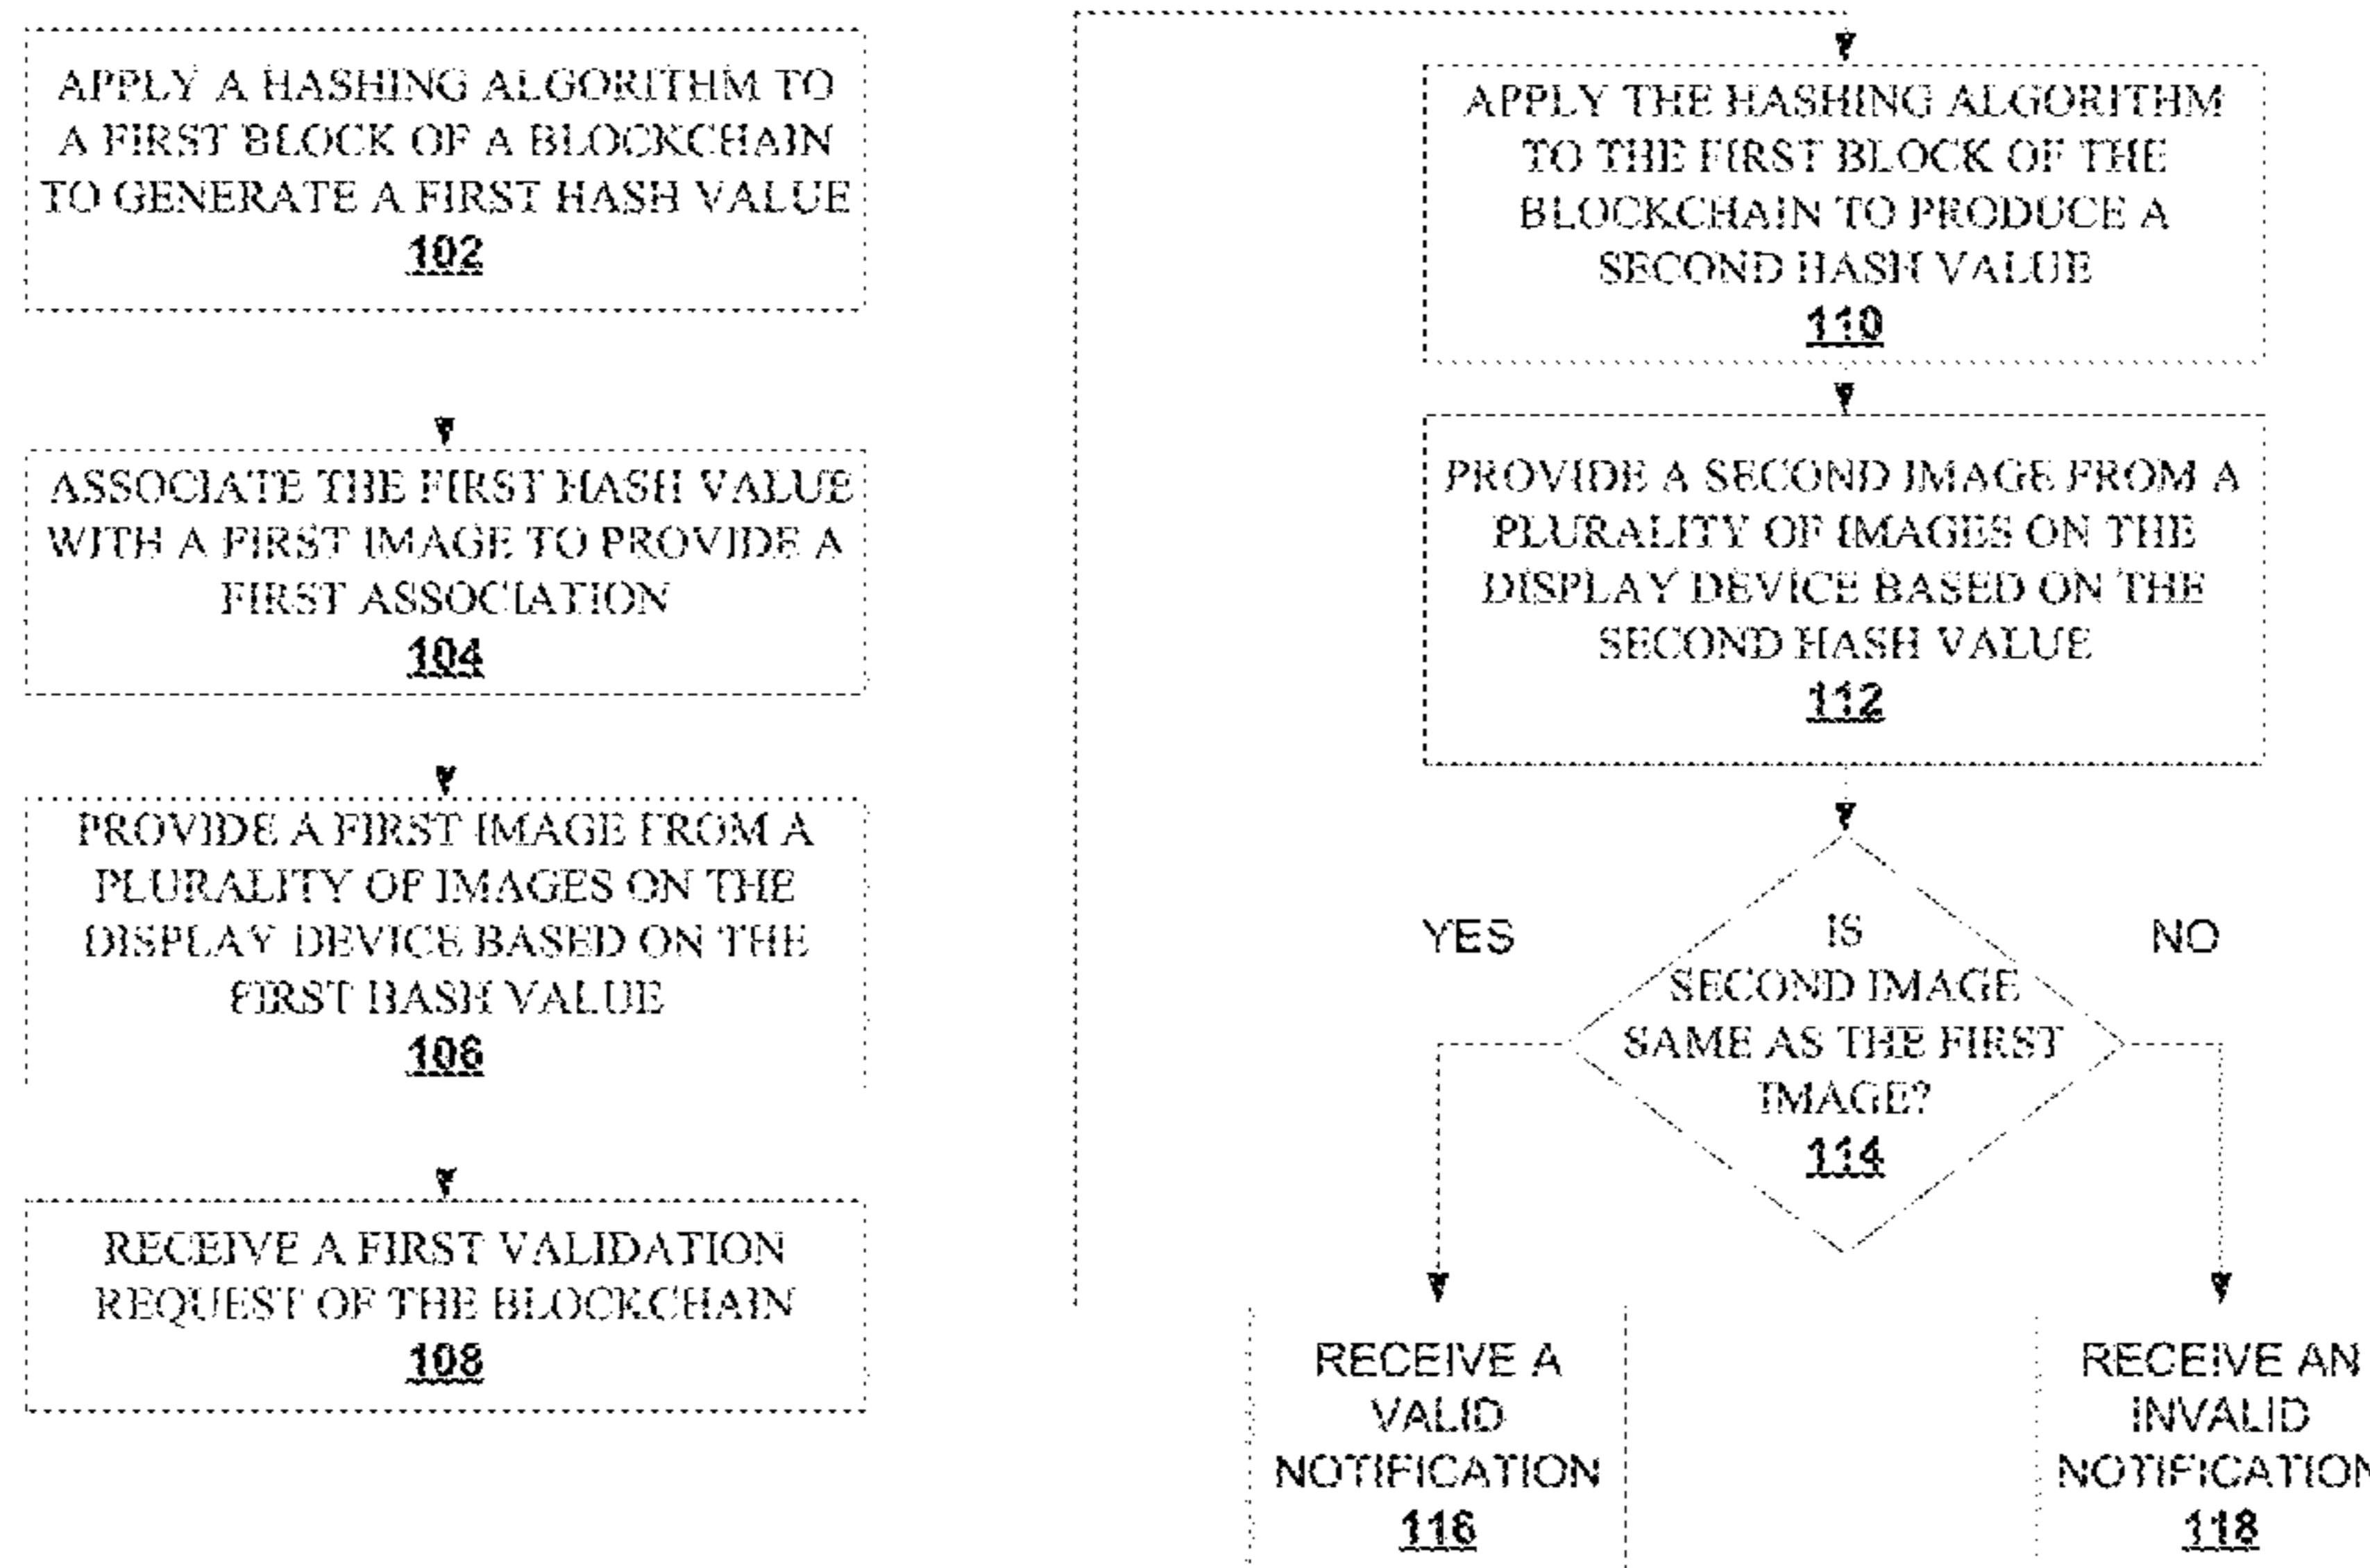 APPLY A HASHING ALGORITHM TO
A FIRST BLOCK OF A BLOCKCHAIN
TO GENERATE A FIRST HASH VALUE
102
ASSOCIATE THE FIRST HASH VALUE
WITH A FIRST IMAGE TO PROVIDE A
FIRST ASSOCIATION
104
PROVIDE A FIRST IMAGE FROM A
PLURALITY OF IMAGES ON THE
DISPLAY DEVICE BASED ON THE
FIRST HASH VALUE
106
RECEIVE A FIRST VALIDATION
REQUEST OF THE BLOCKCHAIN
108
APPLY THE HASHING ALGORITHM
TO THE FIRST BLOCK OF THE
BLOCKCHAIN TO PRODUCE A
SECOND HASH VALUE
110
PROVIDE A SECOND IMAGE FROM A
PLURALITY OF IMAGES ON THE
DISPLAY DEVICE BASED ON THE
SECOND HASH VALUE
112
YES
IS
SECOND IMAGE
SAME AS THE FIRST
IMAGE?
114
NO
RECEIVE A
VALID
NOTIFICATION
116
RECEIVE AN
INVALID
NOTIFICATION
118